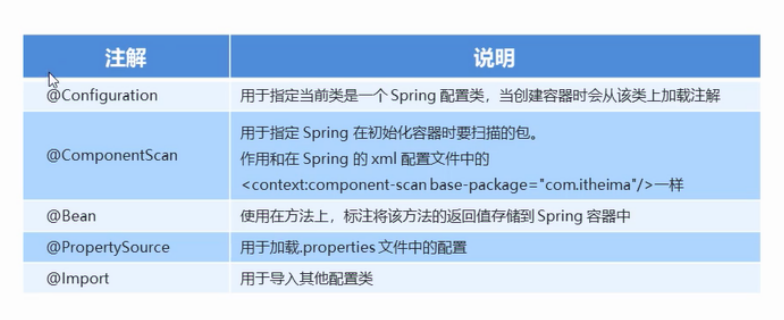 注解 说明
@Configuration 用于指定当前类是一个 Spring 配置类，当创建容器时会从该类上加载注解
@ComponentScan 用于指定 Spring 在初始化容器时要扫描的包。
作用和在 Spring 的 xml 配置文件中的
<context:component-scan base-package="com.itheima"/>一样
@Bean 使用在方法上，标注将该方法的返回值存储到 Spring 容器中
@PropertySource 用于加载.properties 文件中的配置
@Import 用于导入其他配置类